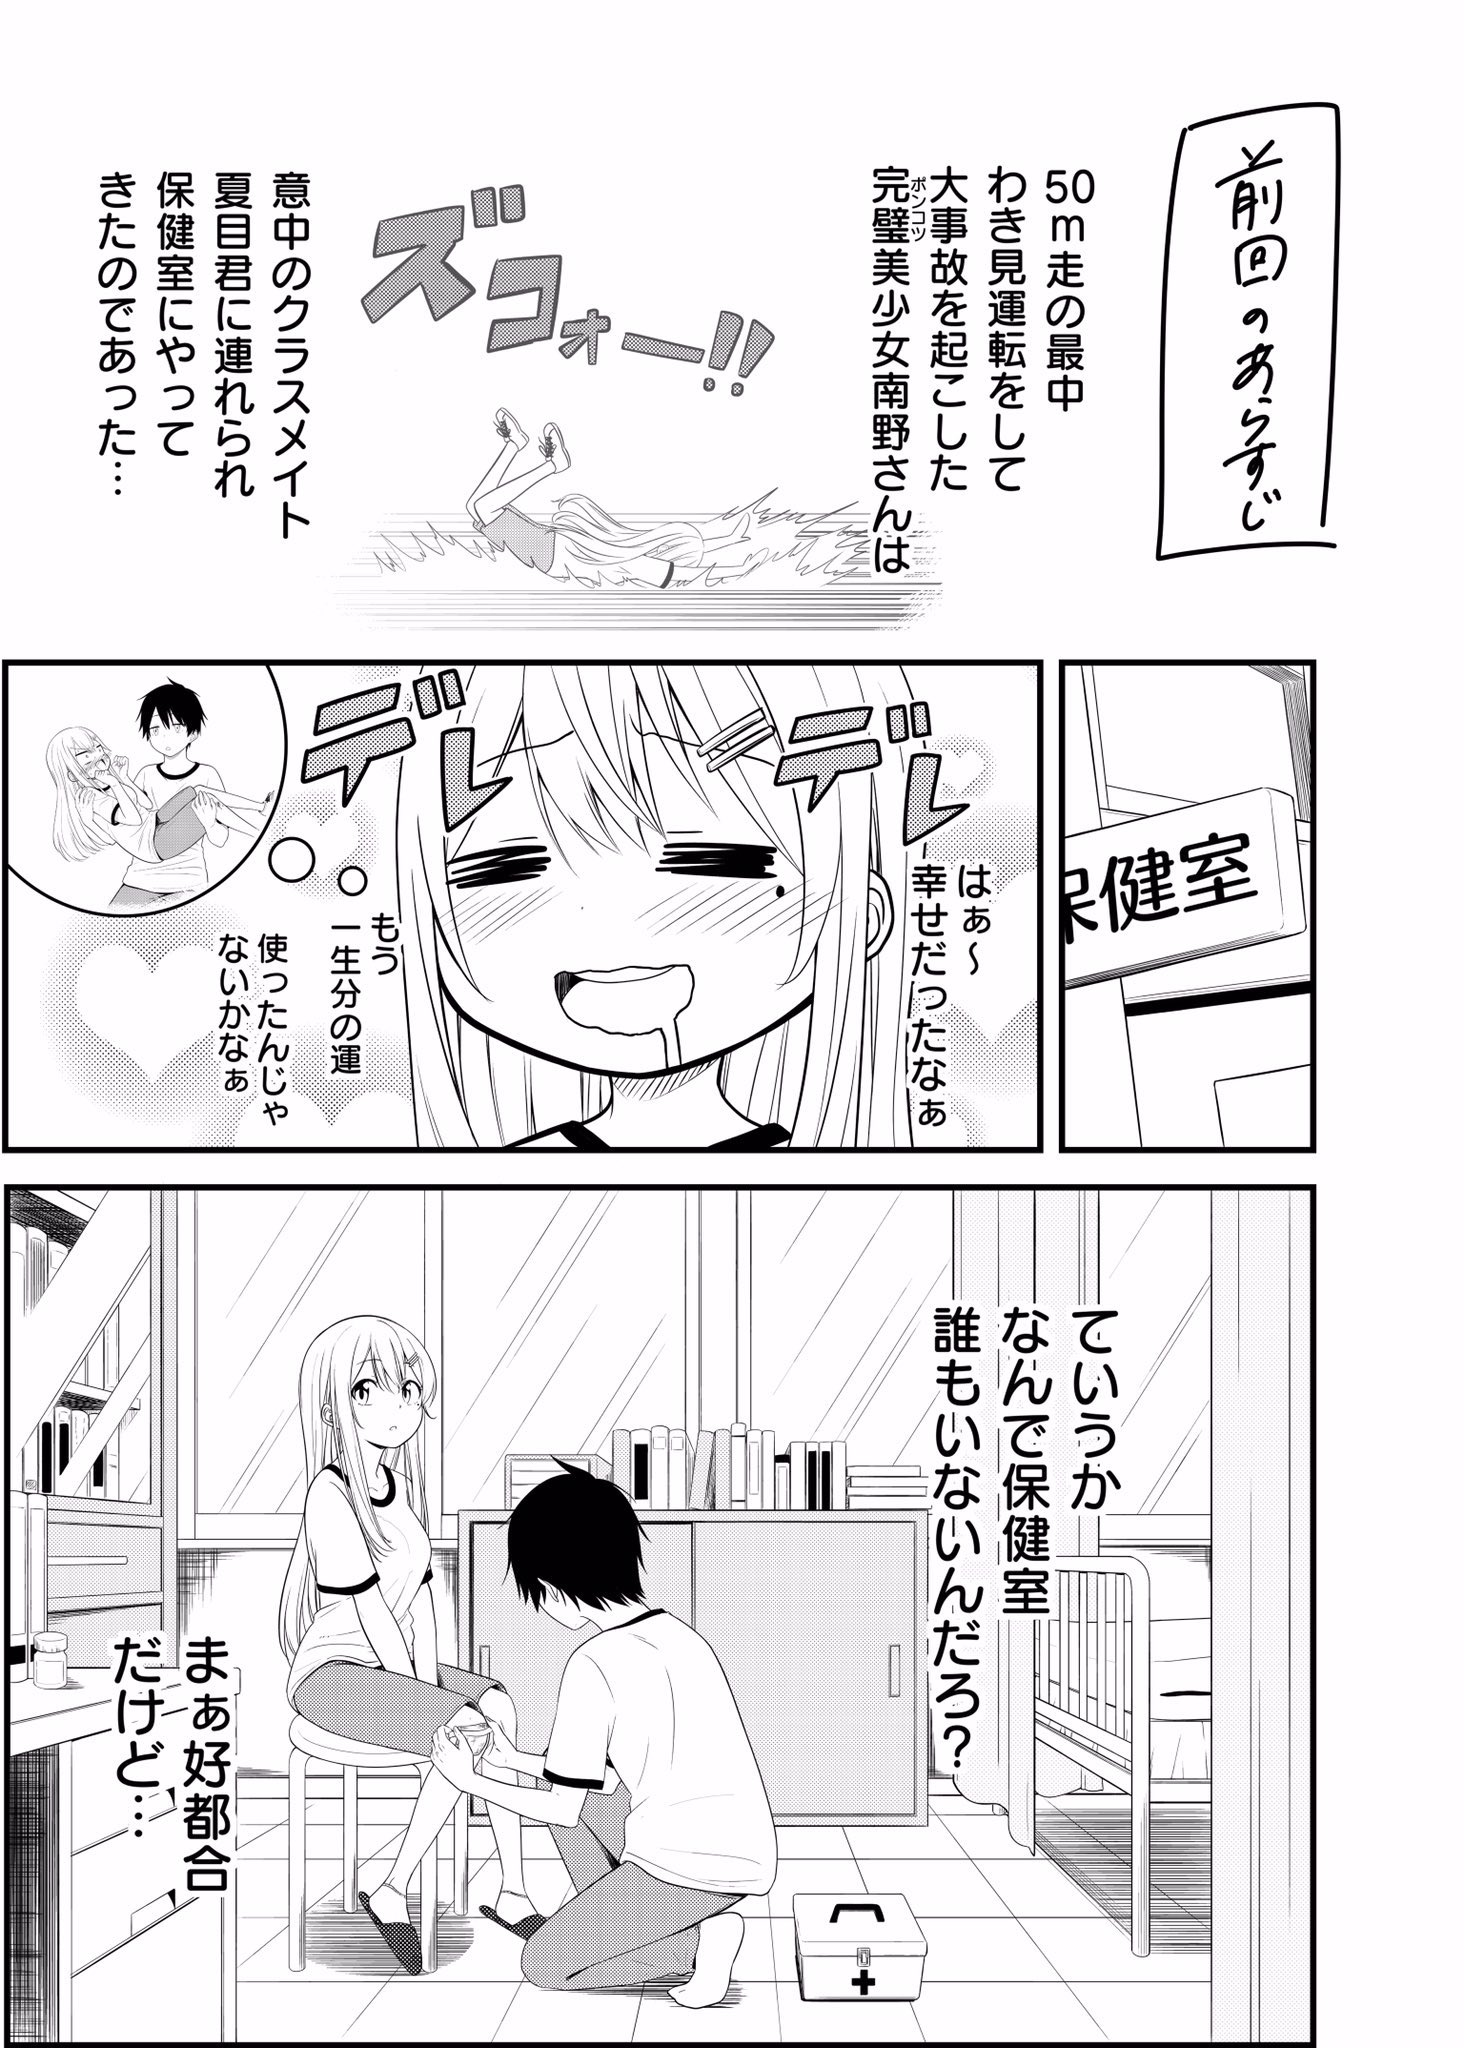 前回のあらすじ
50m走の最中
わき見運転をして
大事故を起こした
完璧美少女南野さんは
ポンコツ
ズコォー!!
意中のクラスメイト
夏目君に連れられ
保健室にやって
きたのであった…
保健室
はぁ～
幸せだったなぁ
デレ
デレ
もう
一生分の運
使ったんじゃ
ないかなぁ
ていうか
なんで保健室
誰もいないんだろ?
まぁ好都合
だけど…